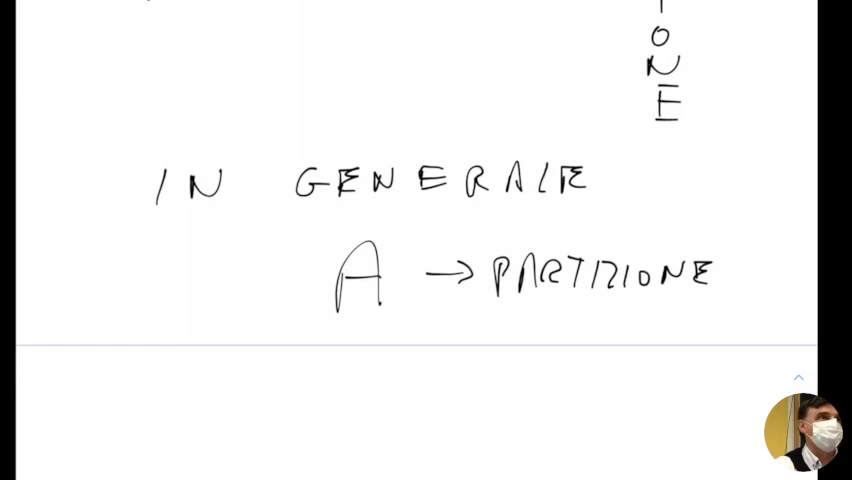 I
O
N
E
IN GENERALE
A → PARTIZIONE